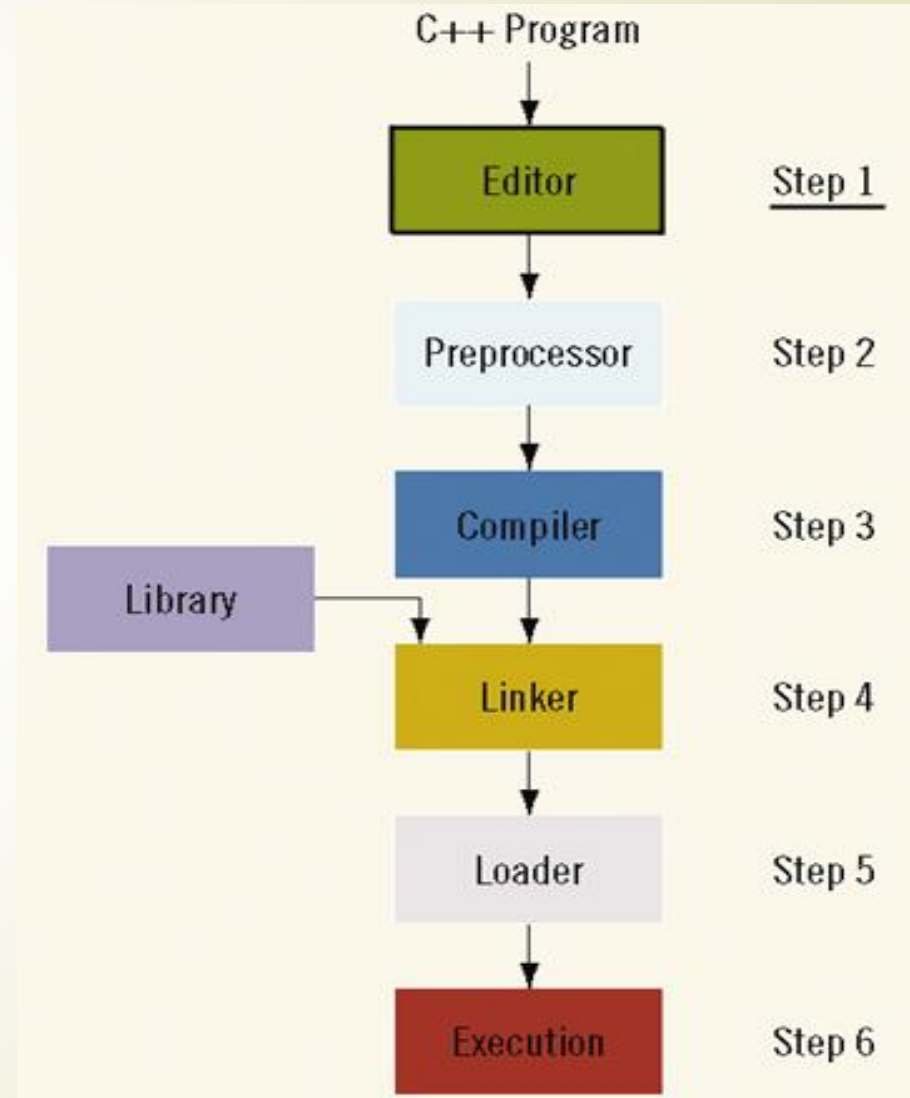 C++ Program
Editor
Step 1
Preprocessor
Step 2
Compiler
Step 3
Library
Linker
Step 4
Loader
Step 5
Execution
Step 6